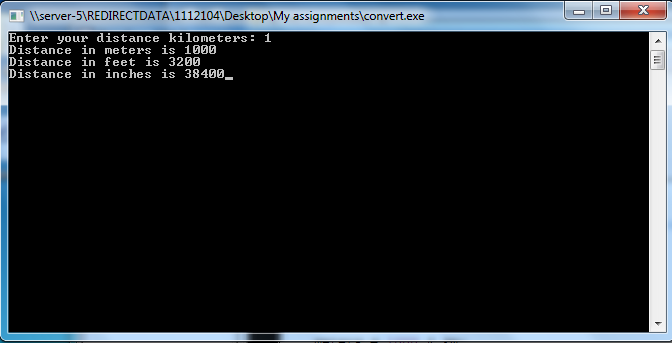 \\server-5\REDIRECTDATA\1112104\Desktop\My assignments\convert.exe
Enter your distance kilometers: 1
Distance in meters is 1000
Distance in feet is 3200
Distance in inches is 38400_